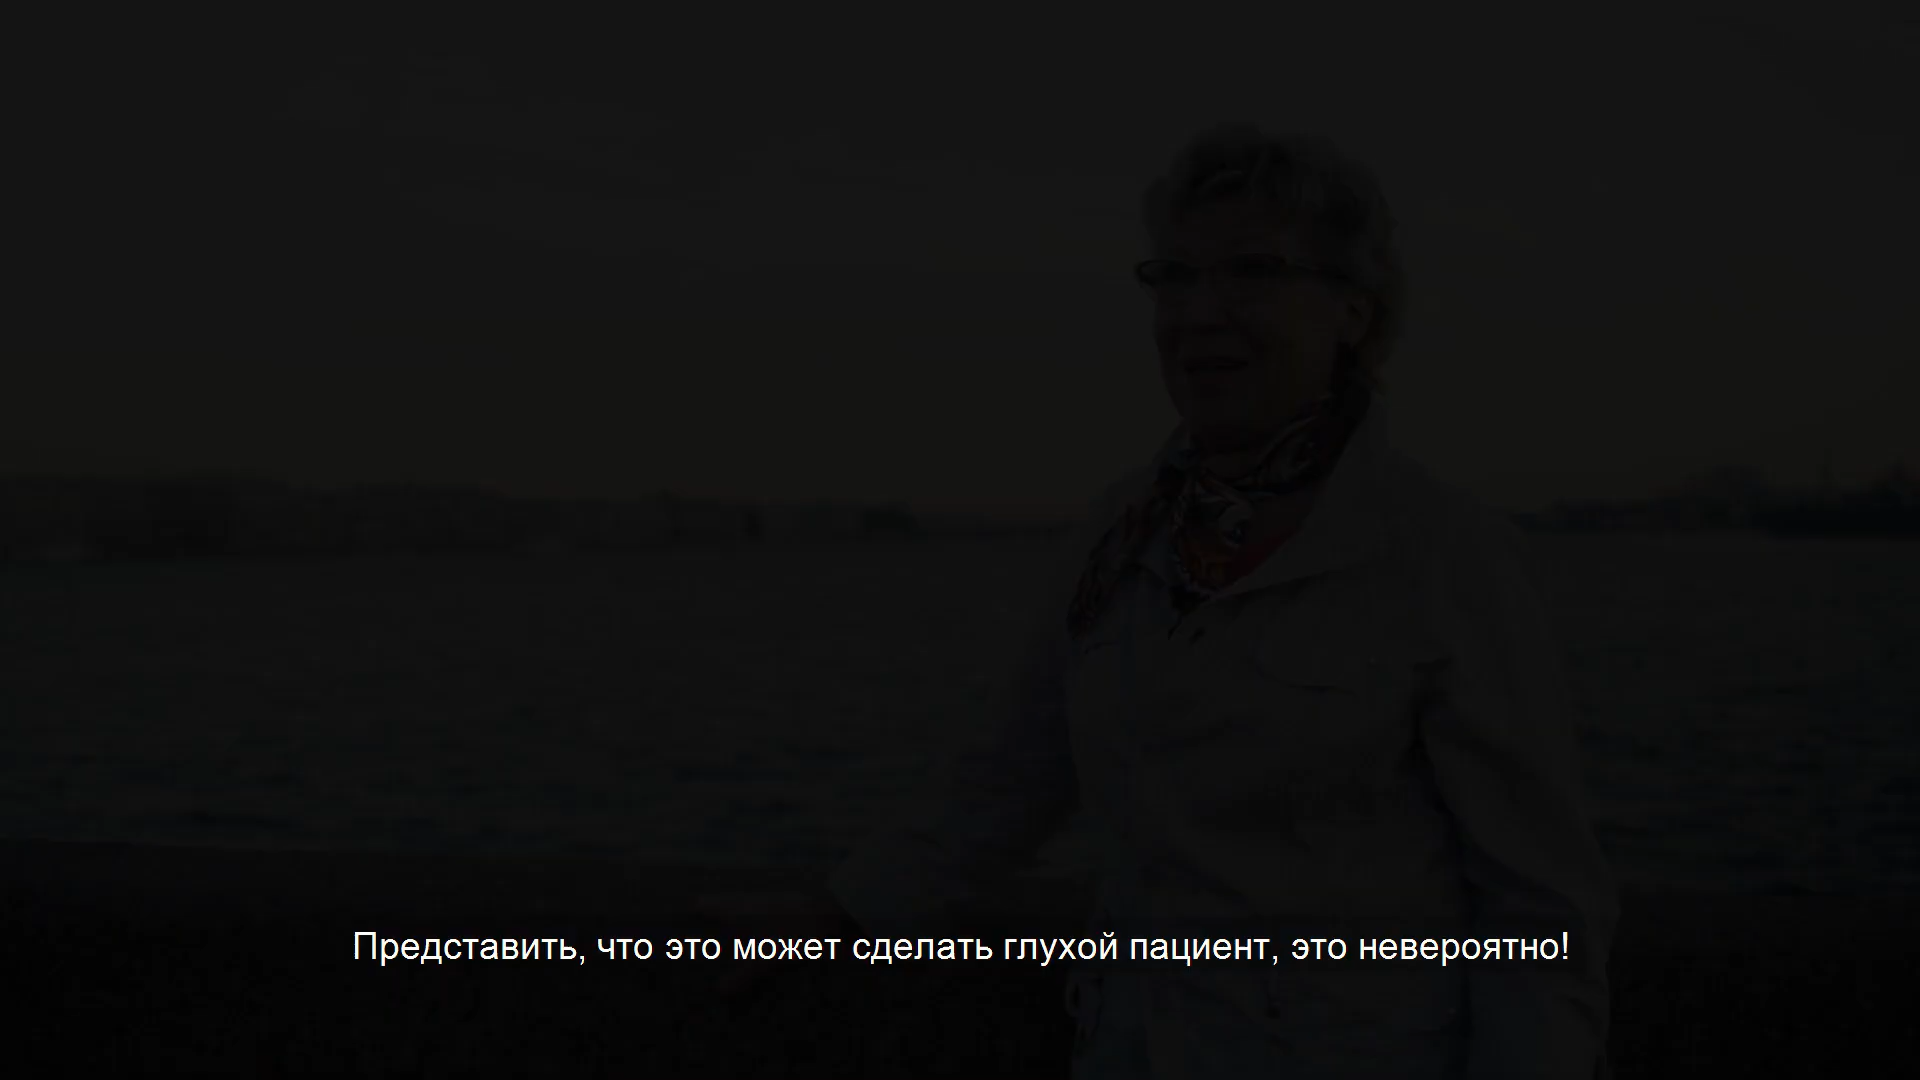 Представить, что это может сделать глухой пациент, это невероятно!